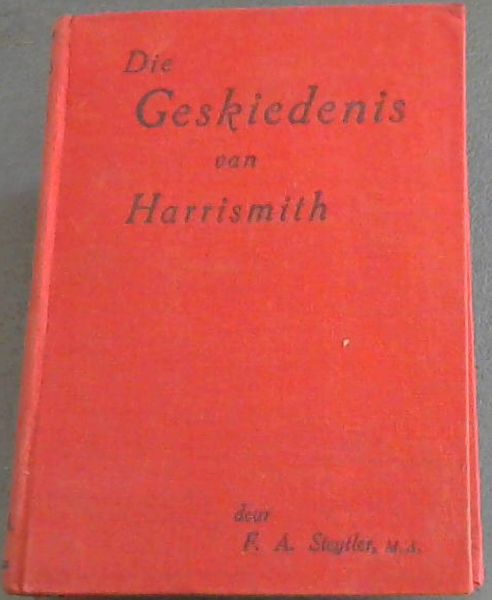 Die
Geskiedenis
van
Harrismith
deur
F. A. Steytler, M.A.